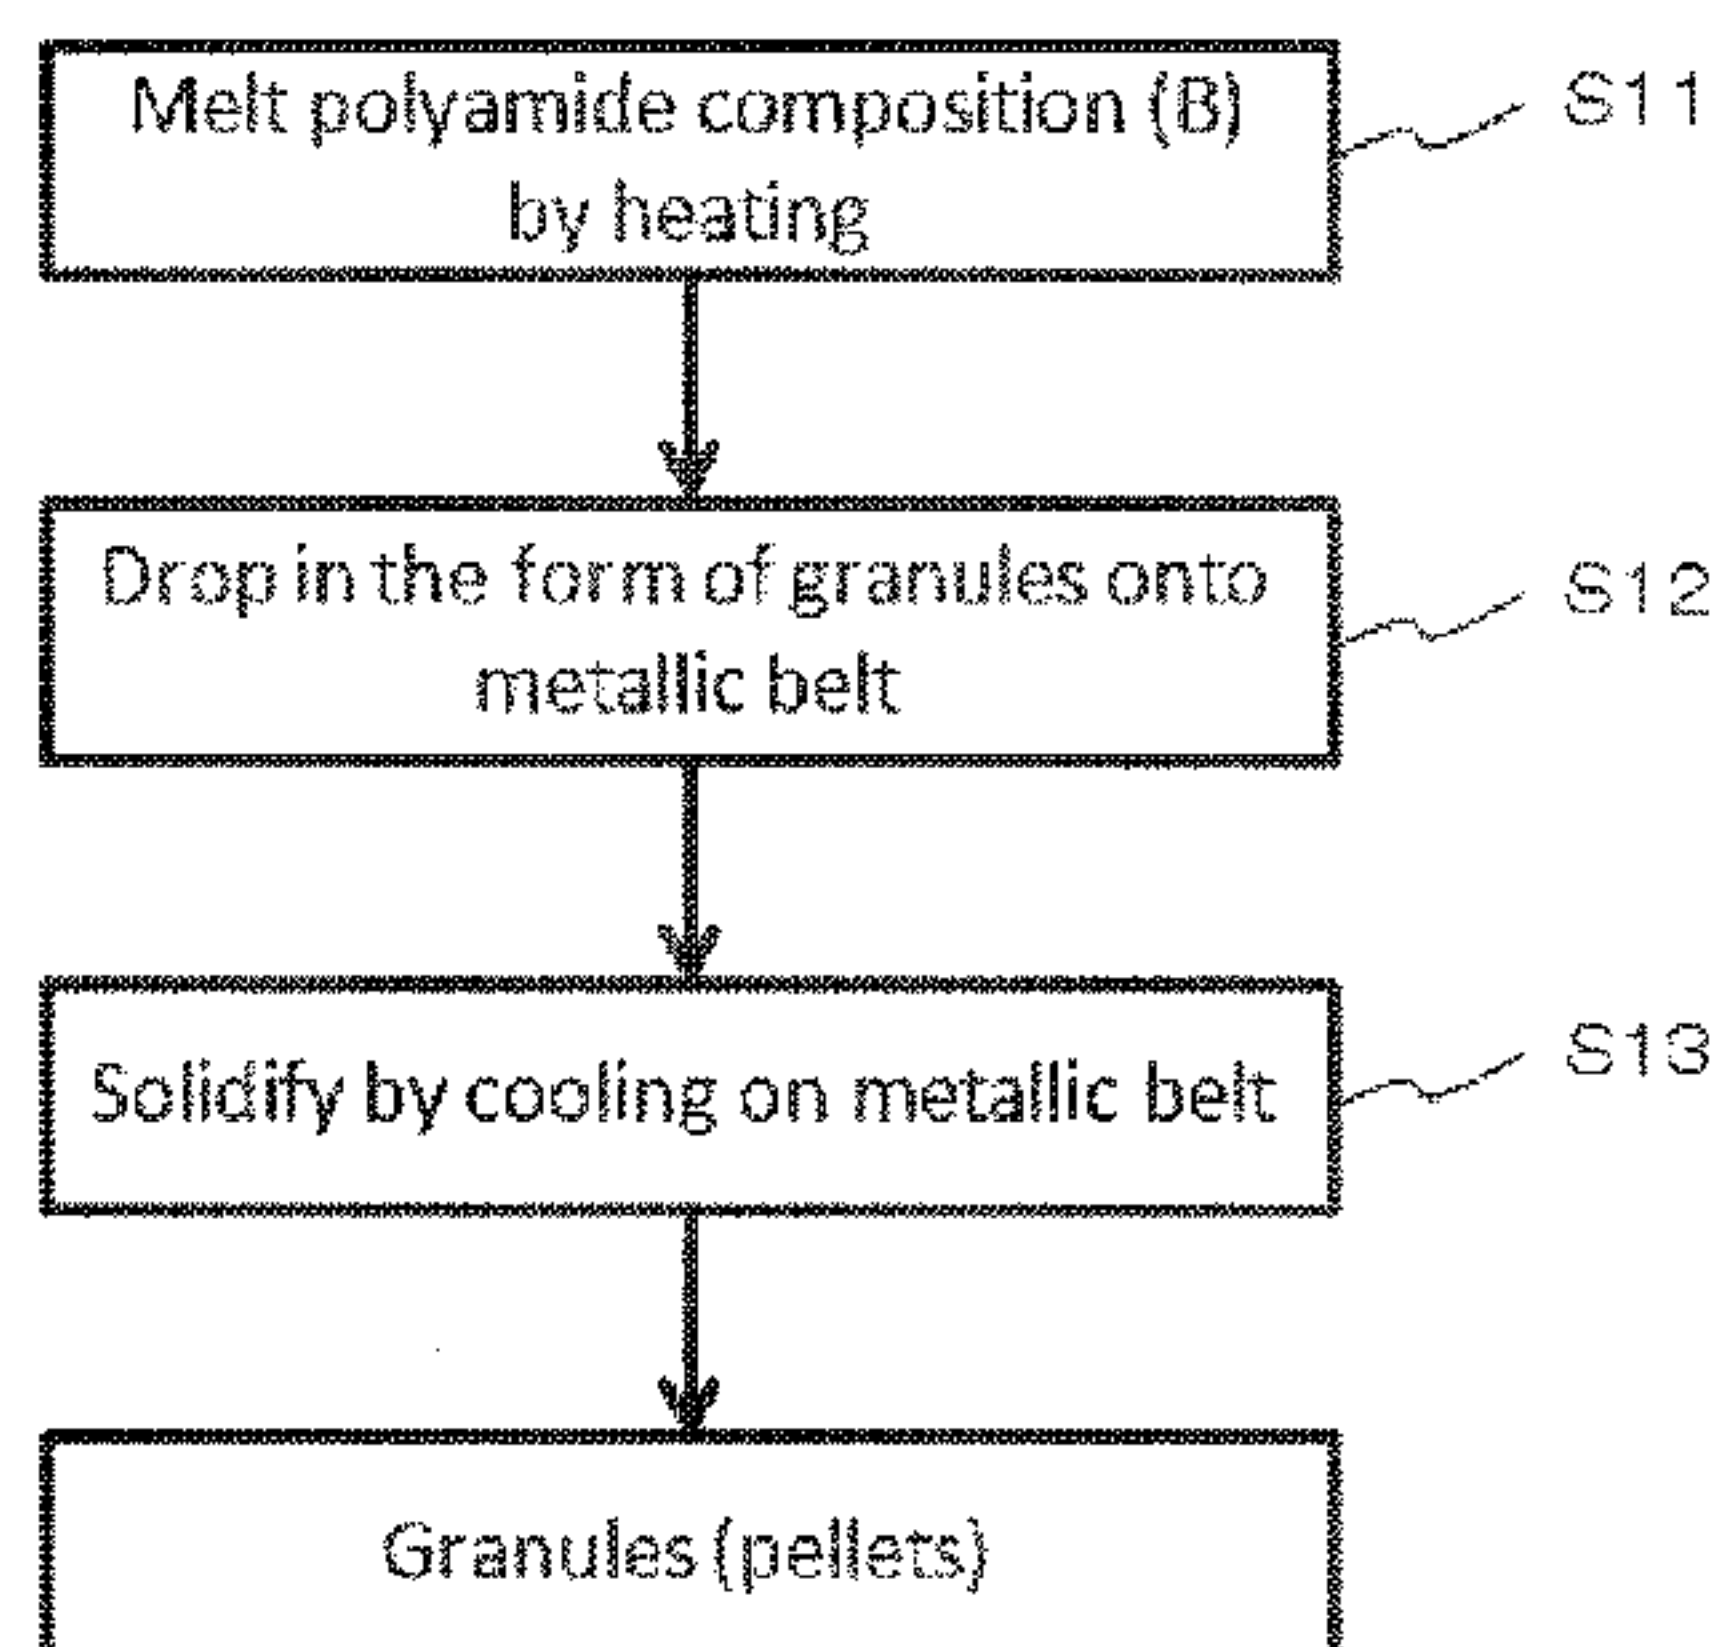 Melt polyamide composition (B)
by heating
S11
Drop in the form of granules onto
metallic belt
S12
Solidify by cooling on metallic belt
S13
Granules (pellets)